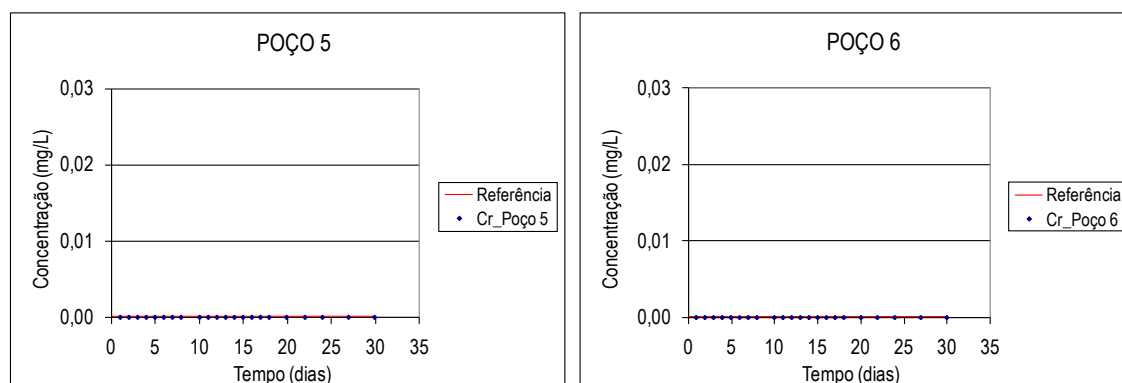 POÇO 5
Concentração (mg/L)
0,03
0,02
0,01
0,00
0 5 10 15 20 25 30 35
Tempo (dias)
Referência
Cr_Poço 5
POÇO 6
Concentração (mg/L)
0,03
0,02
0,01
0,00
0 5 10 15 20 25 30 35
Tempo (dias)
Referência
Cr_Poço 6